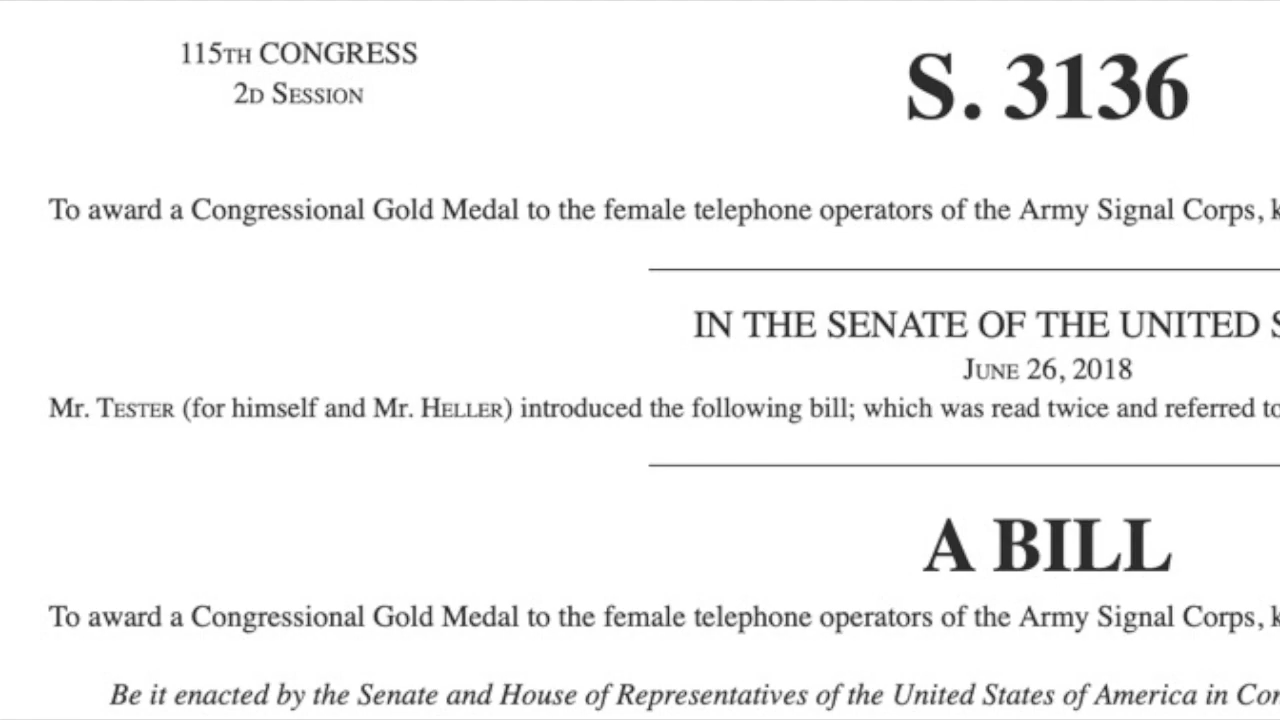 115TH CONGRESS
2D SESSION
S. 3136
To award a Congressional Gold Medal to the female telephone operators of the Army Signal Corps,
IN THE SENATE OF THE UNITED
JUNE 26, 2018
Mr. TESTER (for himself and Mr. HELLER) introduced the following bill; which was read twice and referred to
A BILL
To award a Congressional Gold Medal to the female telephone operators of the Army Signal Corps,
Be it enacted by the Senate and House of Representatives of the United States of America in